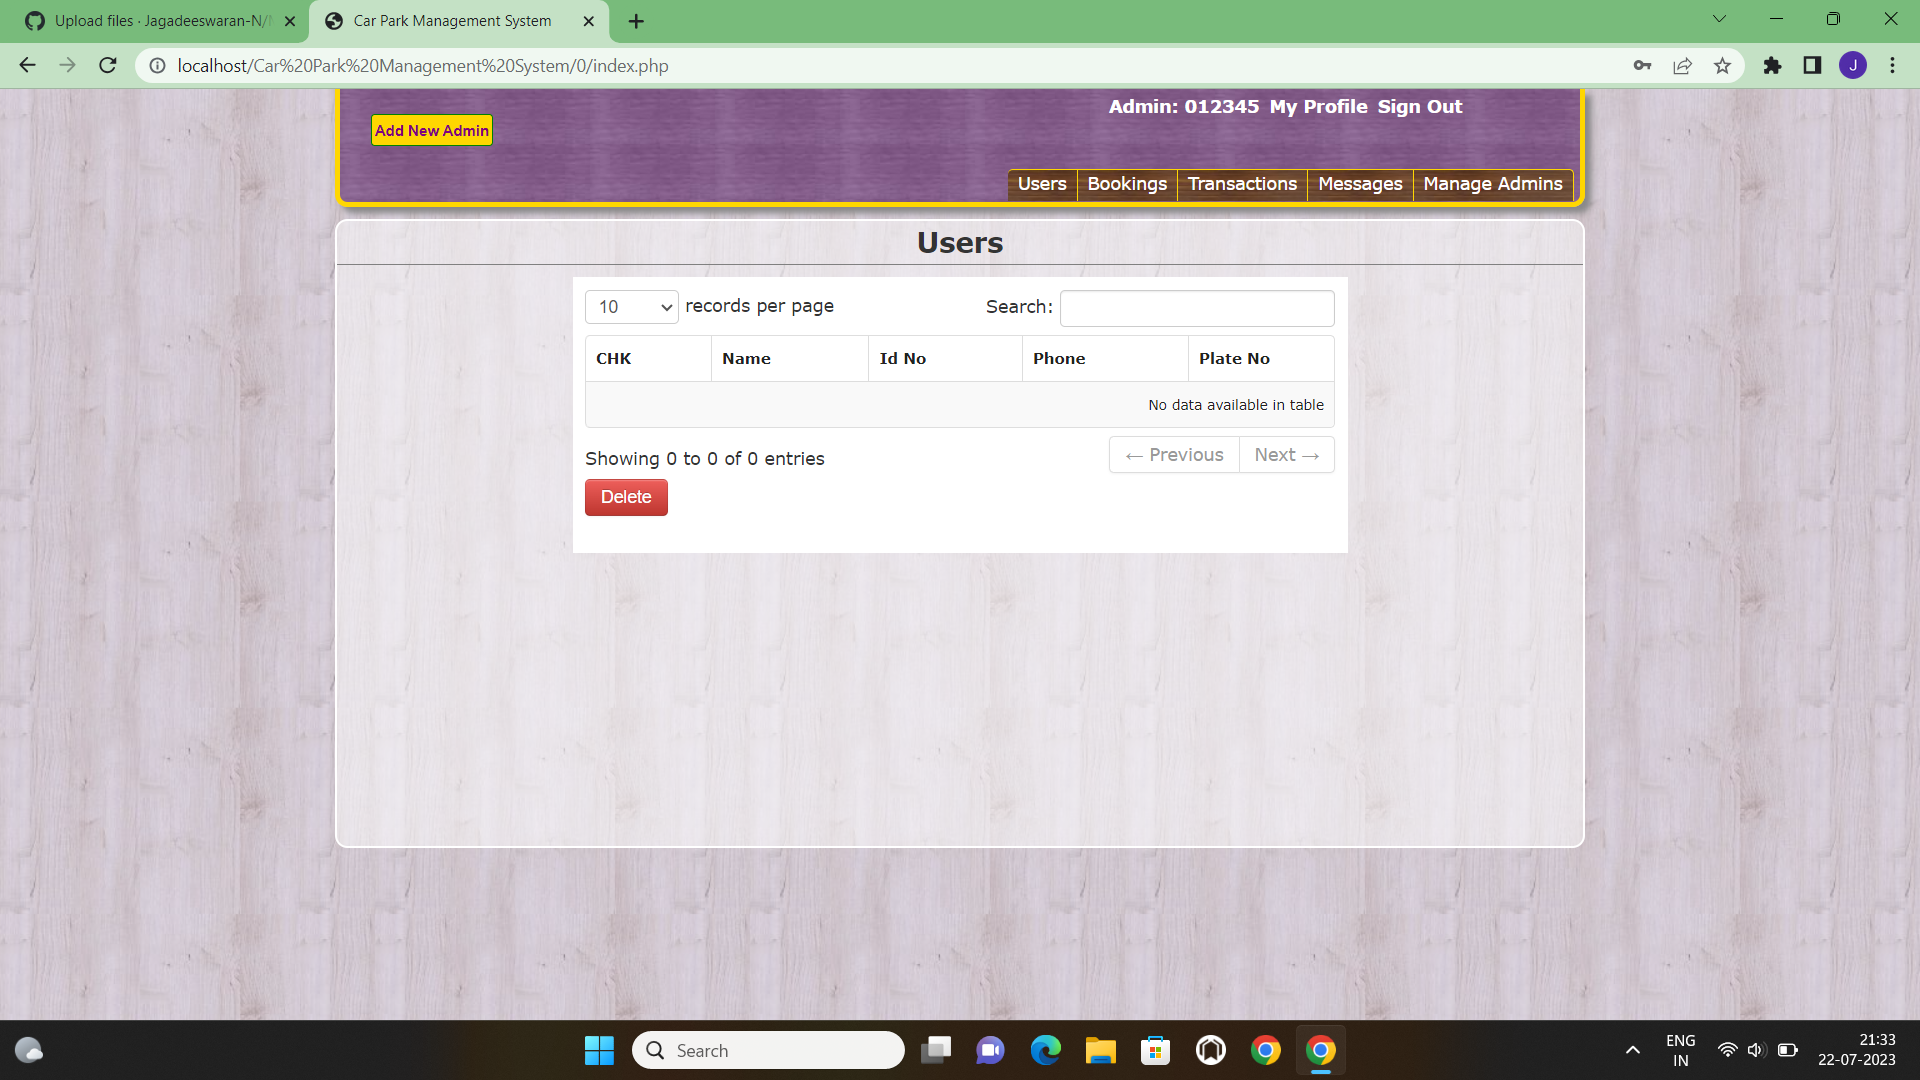 Upload files · Jagadeeswaran-N/
Car Park Management System
localhost/Car%20Park%20Management%20System/0/index.php
J
Admin: 012345 My Profile Sign Out
Add New Admin
Users Bookings Transactions Messages Manage Admins
Users
10 records per page Search:
CHK Name Id No Phone Plate No
No data available in table
Showing 0 to 0 of 0 entries
← Previous Next →
Delete
Search
ENG
IN
21:33
22-07-2023